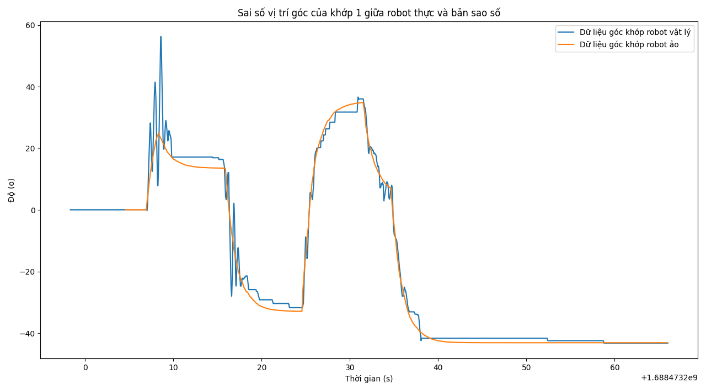 Sai số vị trí góc của khớp 1 giữa robot thực và bản sao số
Dữ liệu góc khớp robot vât lý
Dữ liệu góc khớp robot ảo
Độ (o)
60
40
20
0
−20
−40
0 10 20 30 40 50 60
Thời gian (s)
+1.6884732e9